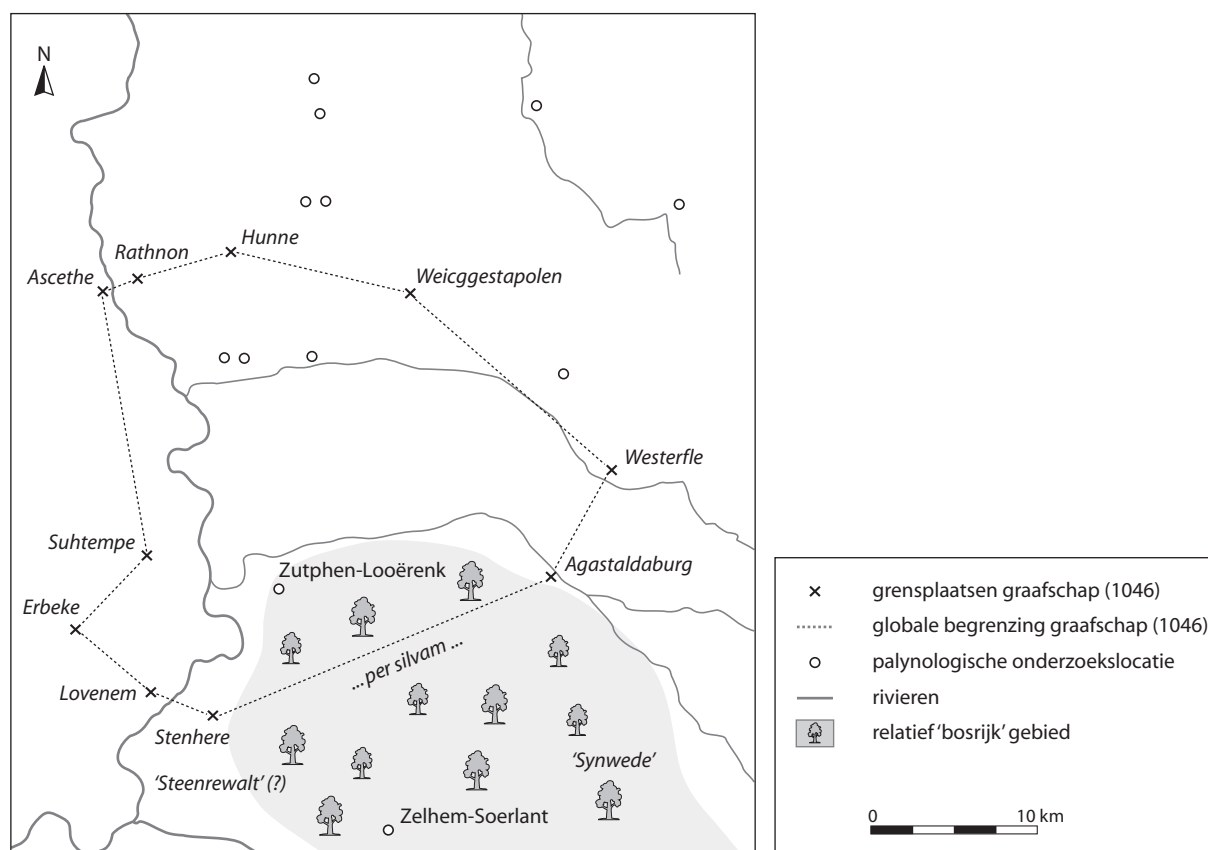 N
Hunne
Rathnon
Ascethe
Weicggestapolen
Westerfle
Suhtempe
Zutphen-Looërenk
Agastaldaburg
Erbeke
...per silvam ...
Lovenem
Stenhere
'Steenrewalt' (?)
'Synwede'
Zelhem-Soerlant
grensplaatsen graafschap (1046)
globale begrenzing graafschap (1046)
palynologische onderzoekslocatie
rivieren
relatief 'bosrijk' gebied
0 10 km